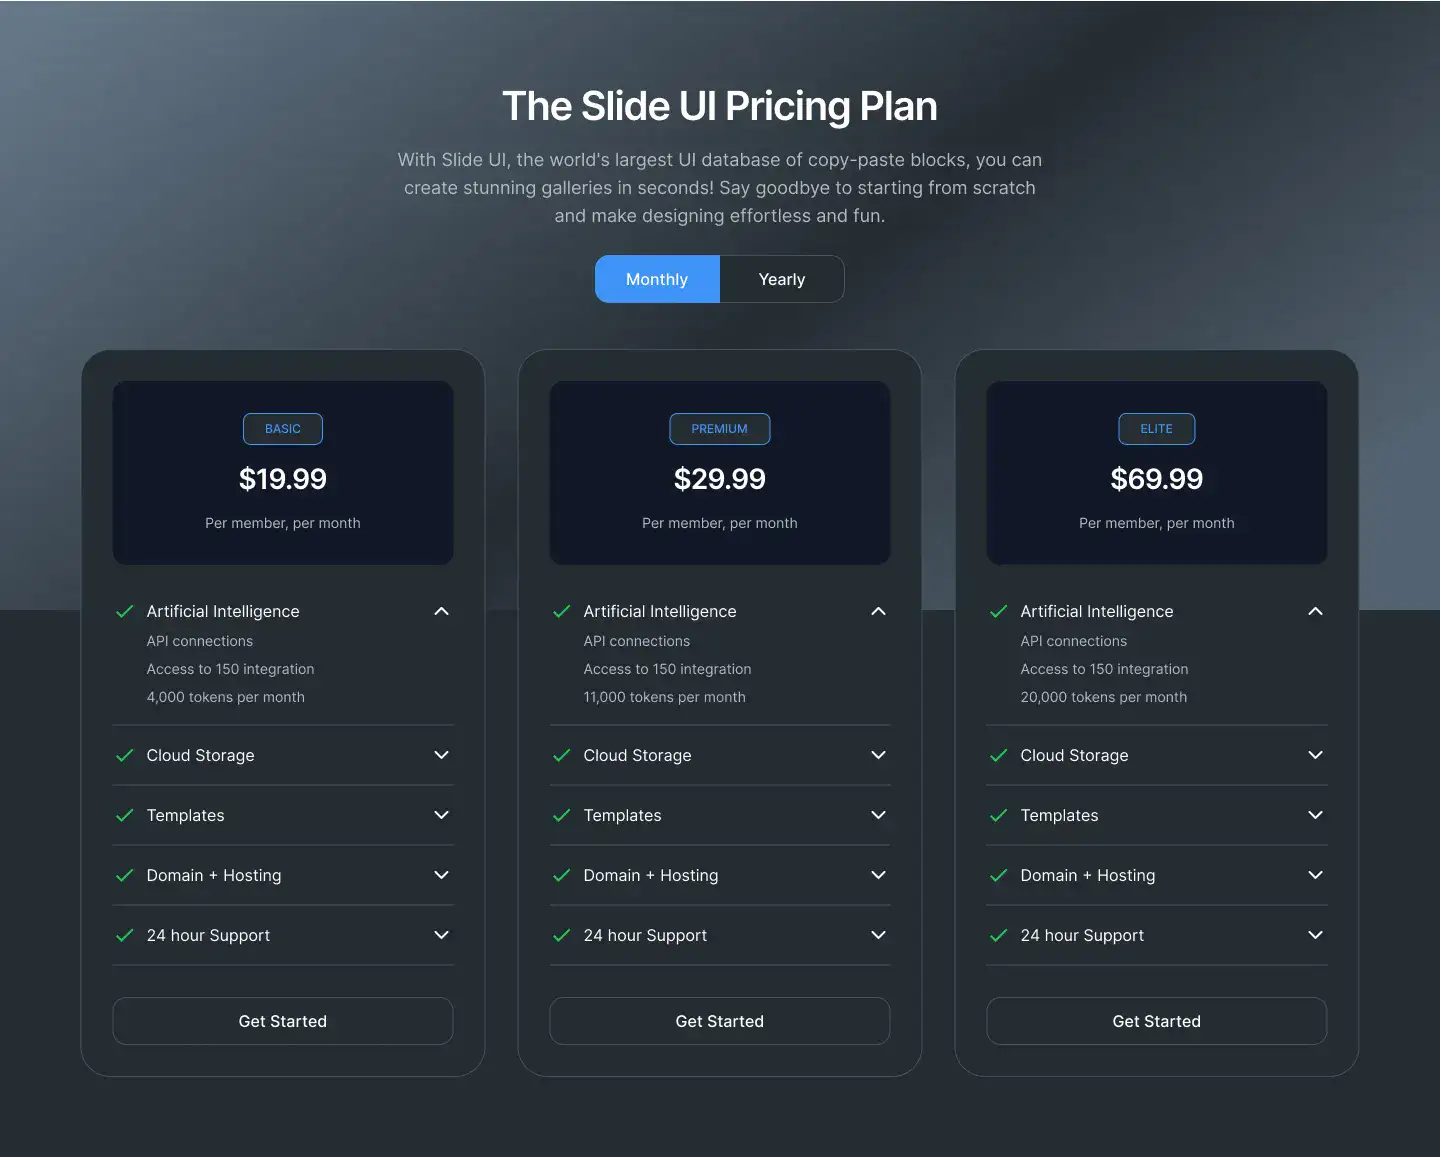 The Slide UI Pricing Plan
With Slide UI, the world's largest UI database of copy-paste blocks, you can
create stunning galleries in seconds! Say goodbye to starting from scratch
and make designing effortless and fun.
Monthly
Yearly
BASIC
$19.99
Per member, per month
Artificial Intelligence
API connections
Access to 150 integration
4,000 tokens per month
Cloud Storage
Templates
Domain + Hosting
24 hour Support
Get Started
PREMIUM
$29.99
Per member, per month
Artificial Intelligence
API connections
Access to 150 integration
11,000 tokens per month
Cloud Storage
Templates
Domain + Hosting
24 hour Support
Get Started
ELITE
$69.99
Per member, per month
Artificial Intelligence
API connections
Access to 150 integration
20,000 tokens per month
Cloud Storage
Templates
Domain + Hosting
24 hour Support
Get Started